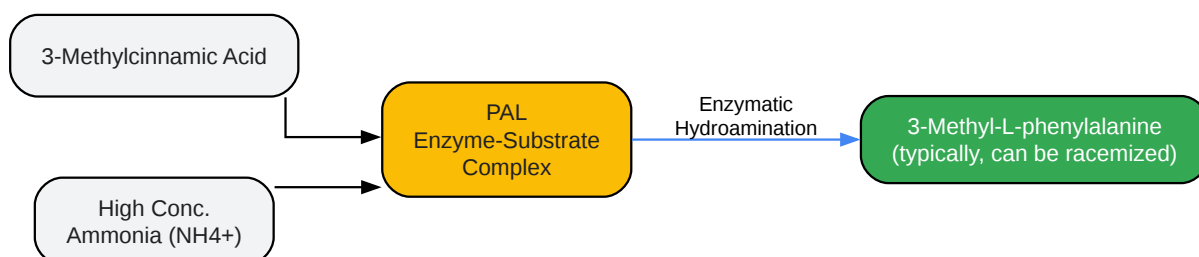 3-Methylcinnamic Acid
High Conc.
Ammonia (NH4+)
PAL
Enzyme-Substrate
Complex
Enzymatic
Hydroamination
3-Methyl-L-phenylalanine
(typically, can be racemized)